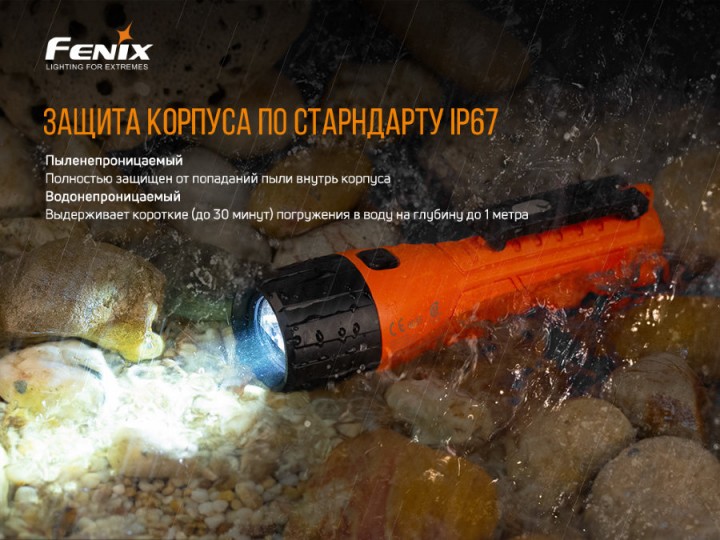 FENIX
LIGHTING FOR EXTREMES
ЗАЩИТА КОРПУСА ПО СТАРНДАРТУ IP67
Пыленепроницаемый
Полностью защищен от попаданий пыли внутрь корпуса
Водонепроницаемый
Выдерживает короткие (до 30 минут) погружения в воду на глубину до 1 метра